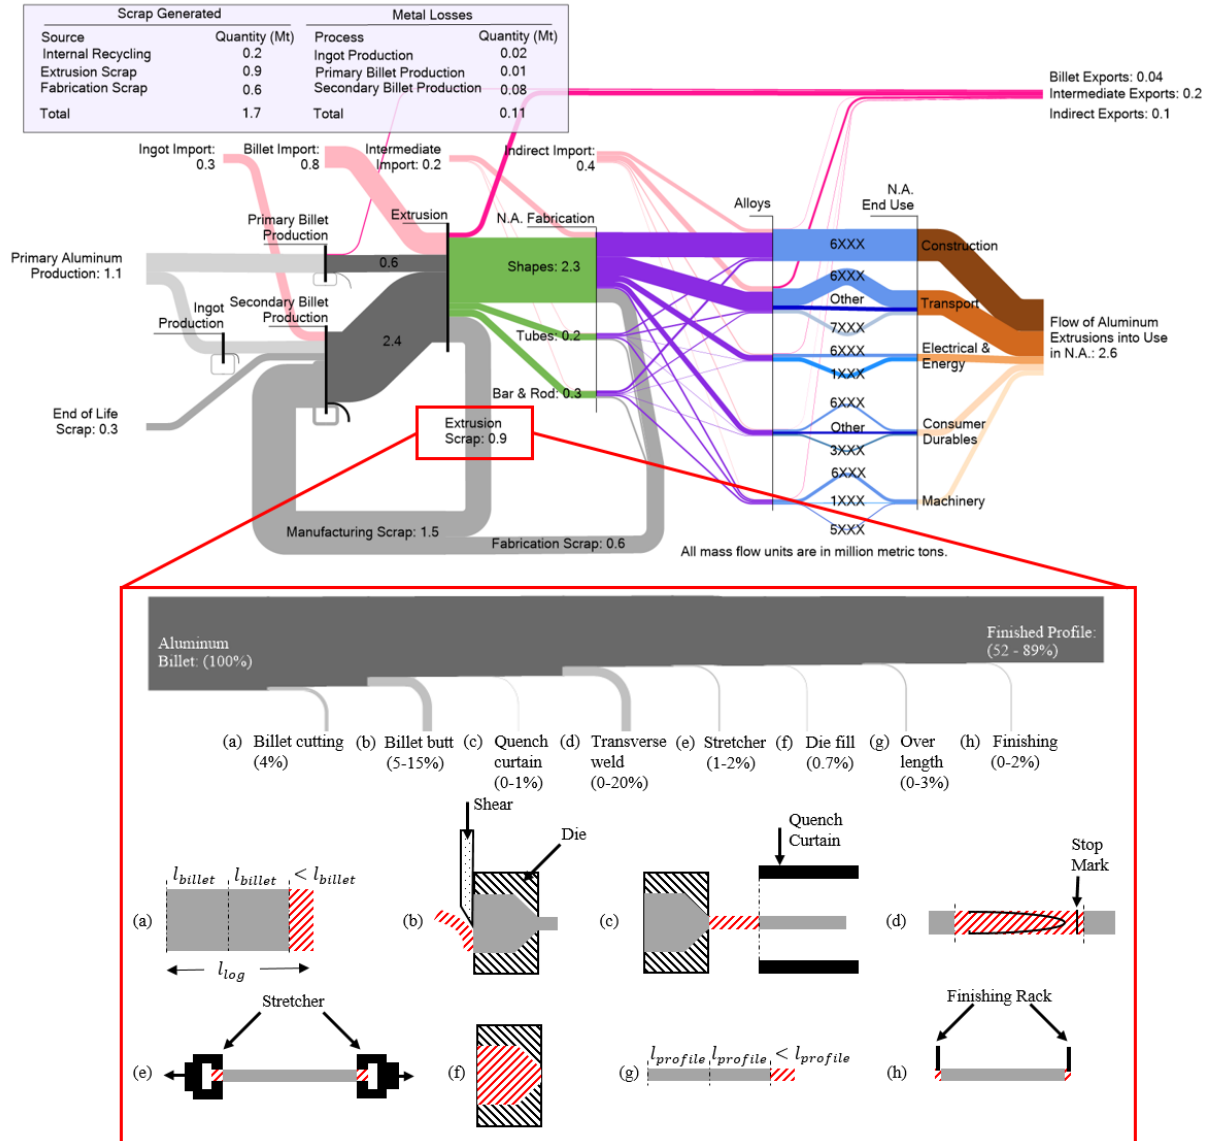 Scrap Generated
Metal Losses
Source
Quantity (Mt)
Process
Quantity (Mt)
Internal Recycling
0.2
Ingot Production
0.02
Extrusion Scrap
0.9
Primary Billet Production
0.01
Fabrication Scrap
0.6
Secondary Billet Production
0.08
Total
1.7
Total
0.11
Billet Exports: 0.04
Intermediate Exports: 0.2
Indirect Exports: 0.1
Ingot Import:
0.3
Billet Import:
0.8
Intermediate
Import: 0.2
Indirect Import:
0.4
Primary Billet
Production
Extrusion
N.A. Fabrication
Alloys
N.A.
End Use
Primary Aluminum
Production: 1.1
0.6
Shapes: 2.3
6XXX
Construction
Ingot
Production
Secondary Billet
Production
6XXX
Other
7XXX
Transport
2.4
Tubes: 0.2
6XXX
1XXX
Electrical &
Energy
Flow of Aluminum
Extrusions into Use
in N.A.: 2.6
End of Life
Scrap: 0.3
Extrusion
Scrap: 0.9
Bar & Rod: 0.3
6XXX
Other
3XXX
Consumer
Durables
6XXX
1XXX
5XXX
Machinery
Manufacturing Scrap: 1.5
Fabrication Scrap: 0.6
All mass flow units are in million metric tons.
Aluminum
Billet: (100%)
Finished Profile:
(52 - 89%)
(a) Billet cutting
(4%)
(b) Billet butt
(5-15%)
(c) Quench
curtain
(0-1%)
(d) Transverse
weld
(0-20%)
(e) Stretcher
(1-2%)
(f) Die fill
(0.7%)
(g) Over
length
(0-3%)
(h) Finishing
(0-2%)
Shear
Die
Quench
Curtain
Stop
Mark
l_billet l_billet < l_billet
(a)
l_log
(b)
(c)
(d)
Stretcher
(e)
(f)
l_profile l_profile < l_profile
(g)
Finishing Rack
(h)